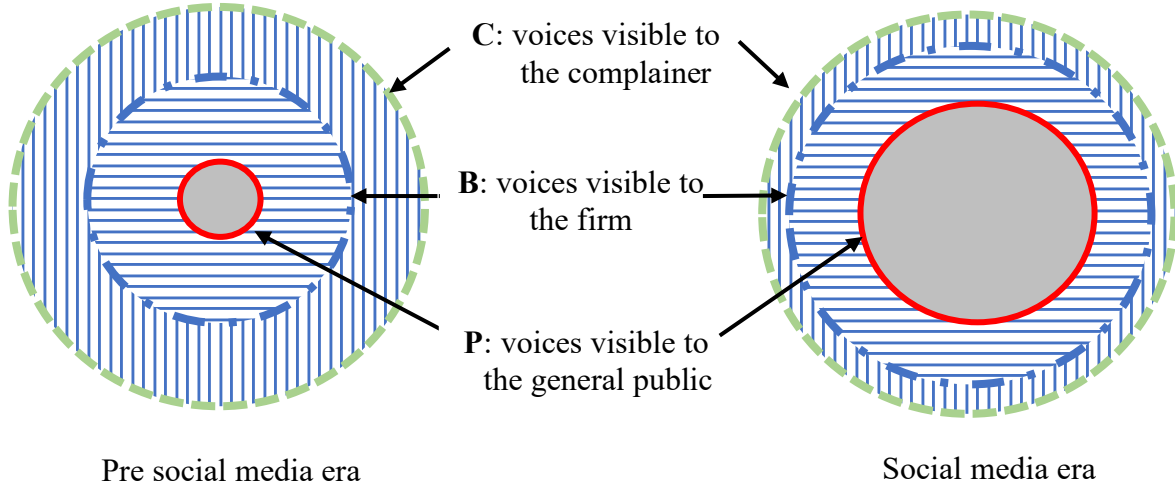 C: voices visible to
the complainer
B: voices visible to
the firm
P: voices visible to
the general public
Pre social media era
Social media era